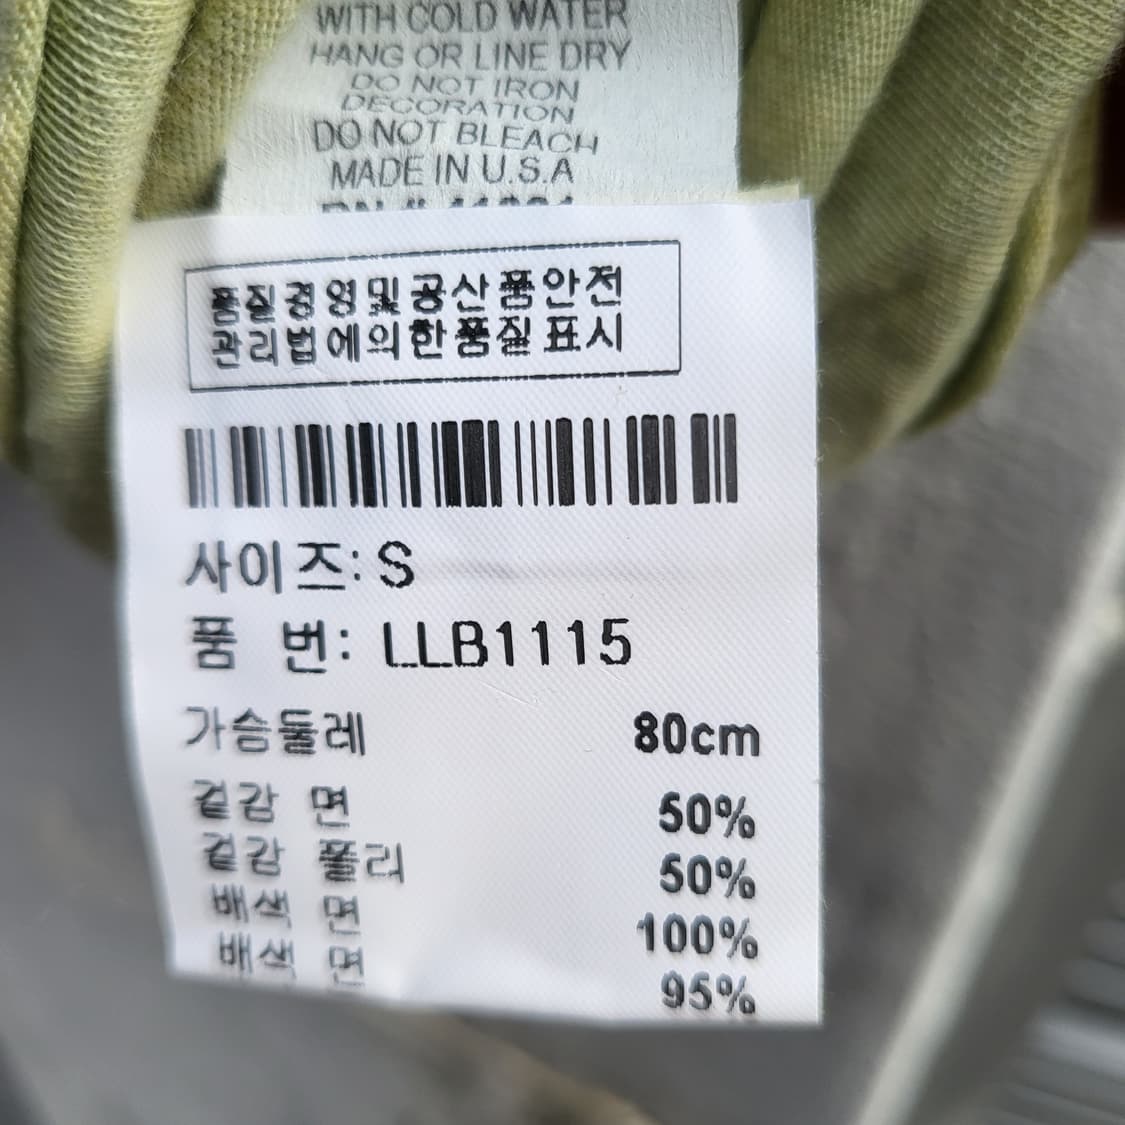 WITH COLD WATER
HANG OR LINE DRY
DO NOT IRON
DECORATION
DO NOT BLEACH
MADE IN U.S.A
품질경영및공산품안전
관리법에의한품질표시
사이즈: S
품 번: LLB1115
가슴둘레 80cm
겉감 면 50%
겉감 폴리 50%
배색 면 100%
배색 면 95%